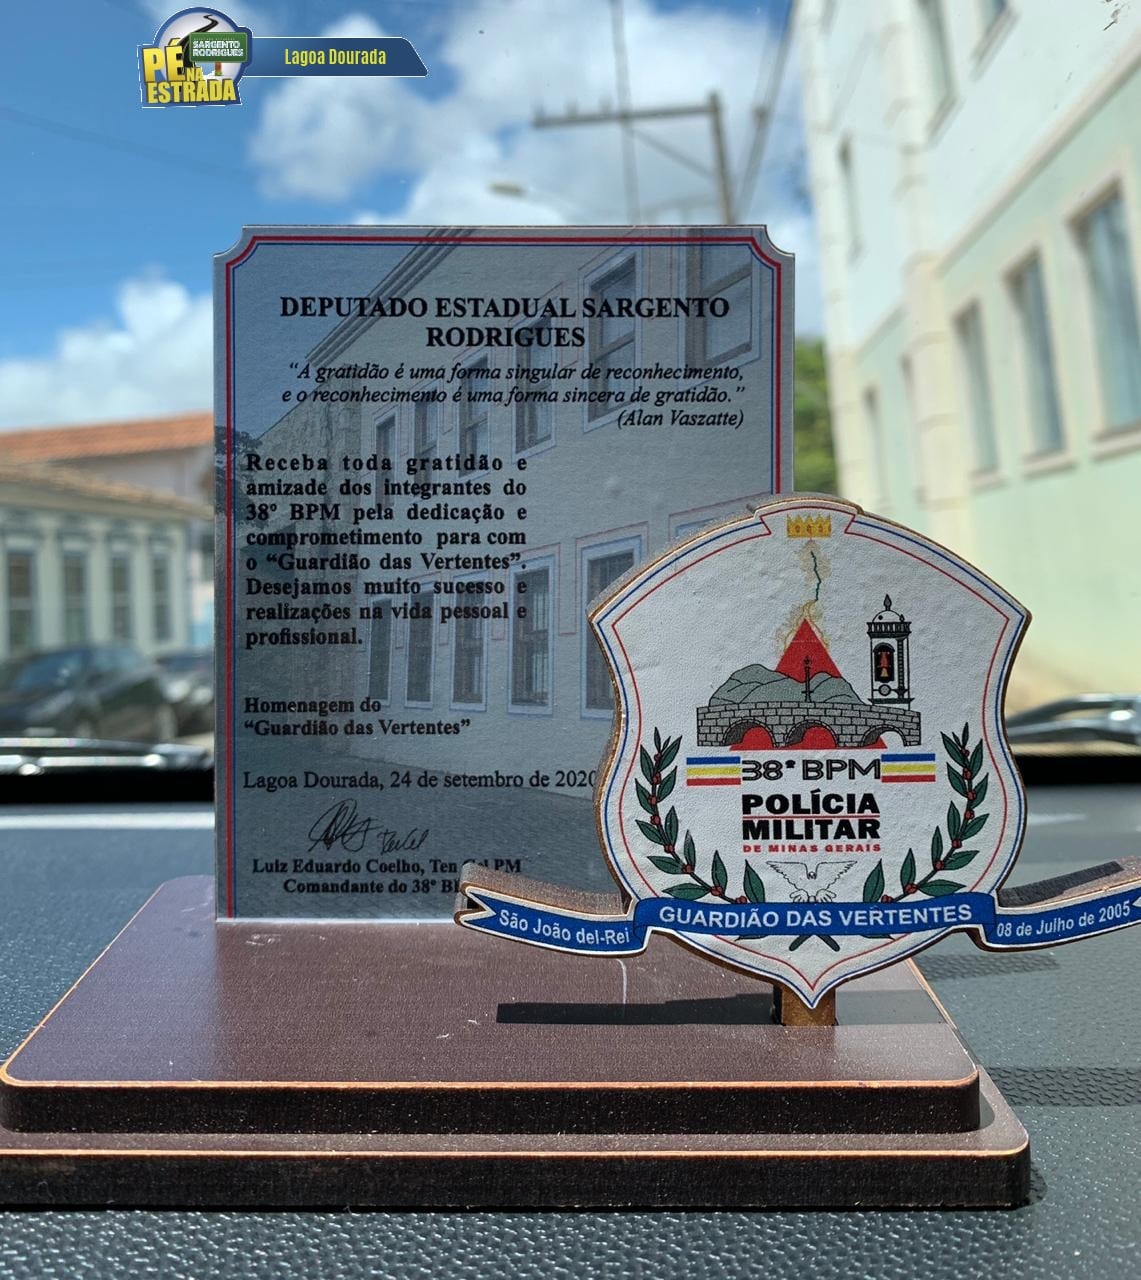 PÉ NA ESTRADA
SARGENTO
RODRIGUES
Lagoa Dourada
DEPUTADO ESTADUAL SARGENTO
RODRIGUES
“A gratidão é uma forma singular de reconhecimento,
e o reconhecimento é uma forma sincera de gratidão.”
(Alan Vaszatte)
Receba toda gratidão e
amizade dos integrantes do
38º BPM pela dedicação e
comprometimento para com
o “Guardião das Vertentes”.
Desejamos muito sucesso e
realizações na vida pessoal e
profissional.
Homenagem do
“Guardião das Vertentes”
Lagoa Dourada, 24 de setembro de 2020
Luiz Eduardo Coelho, Ten Cel PM
Comandante do 38º
38º BPM
POLÍCIA
MILITAR
DE MINAS GERAIS
São João del-Rei
GUARDIÃO DAS VERTENTES
08 de Julho de 2005